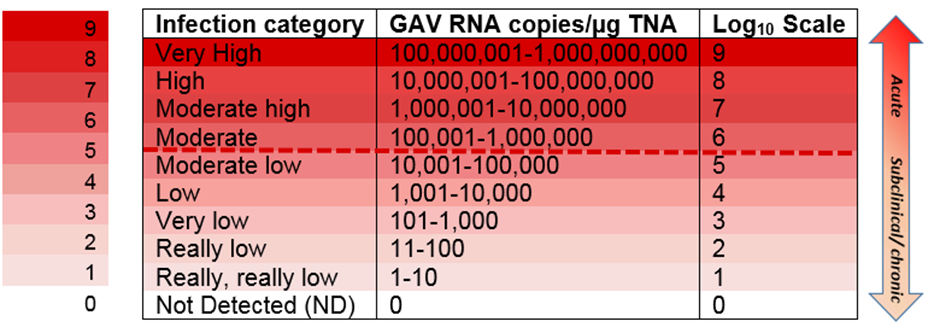 9
8
7
6
5
4
3
2
1
0
Infection category GAV RNA copies/µg TNA Log₁₀ Scale
Very High 100,000,001-1,000,000,000 9
High 10,000,001-100,000,000 8
Moderate high 1,000,001-10,000,000 7
Moderate 100,001-1,000,000 6
Moderate low 10,001-100,000 5
Low 1,001-10,000 4
Very low 101-1,000 3
Really low 11-100 2
Really, really low 1-10 1
Not Detected (ND) 0 0
Acute
Subclinical/ chronic